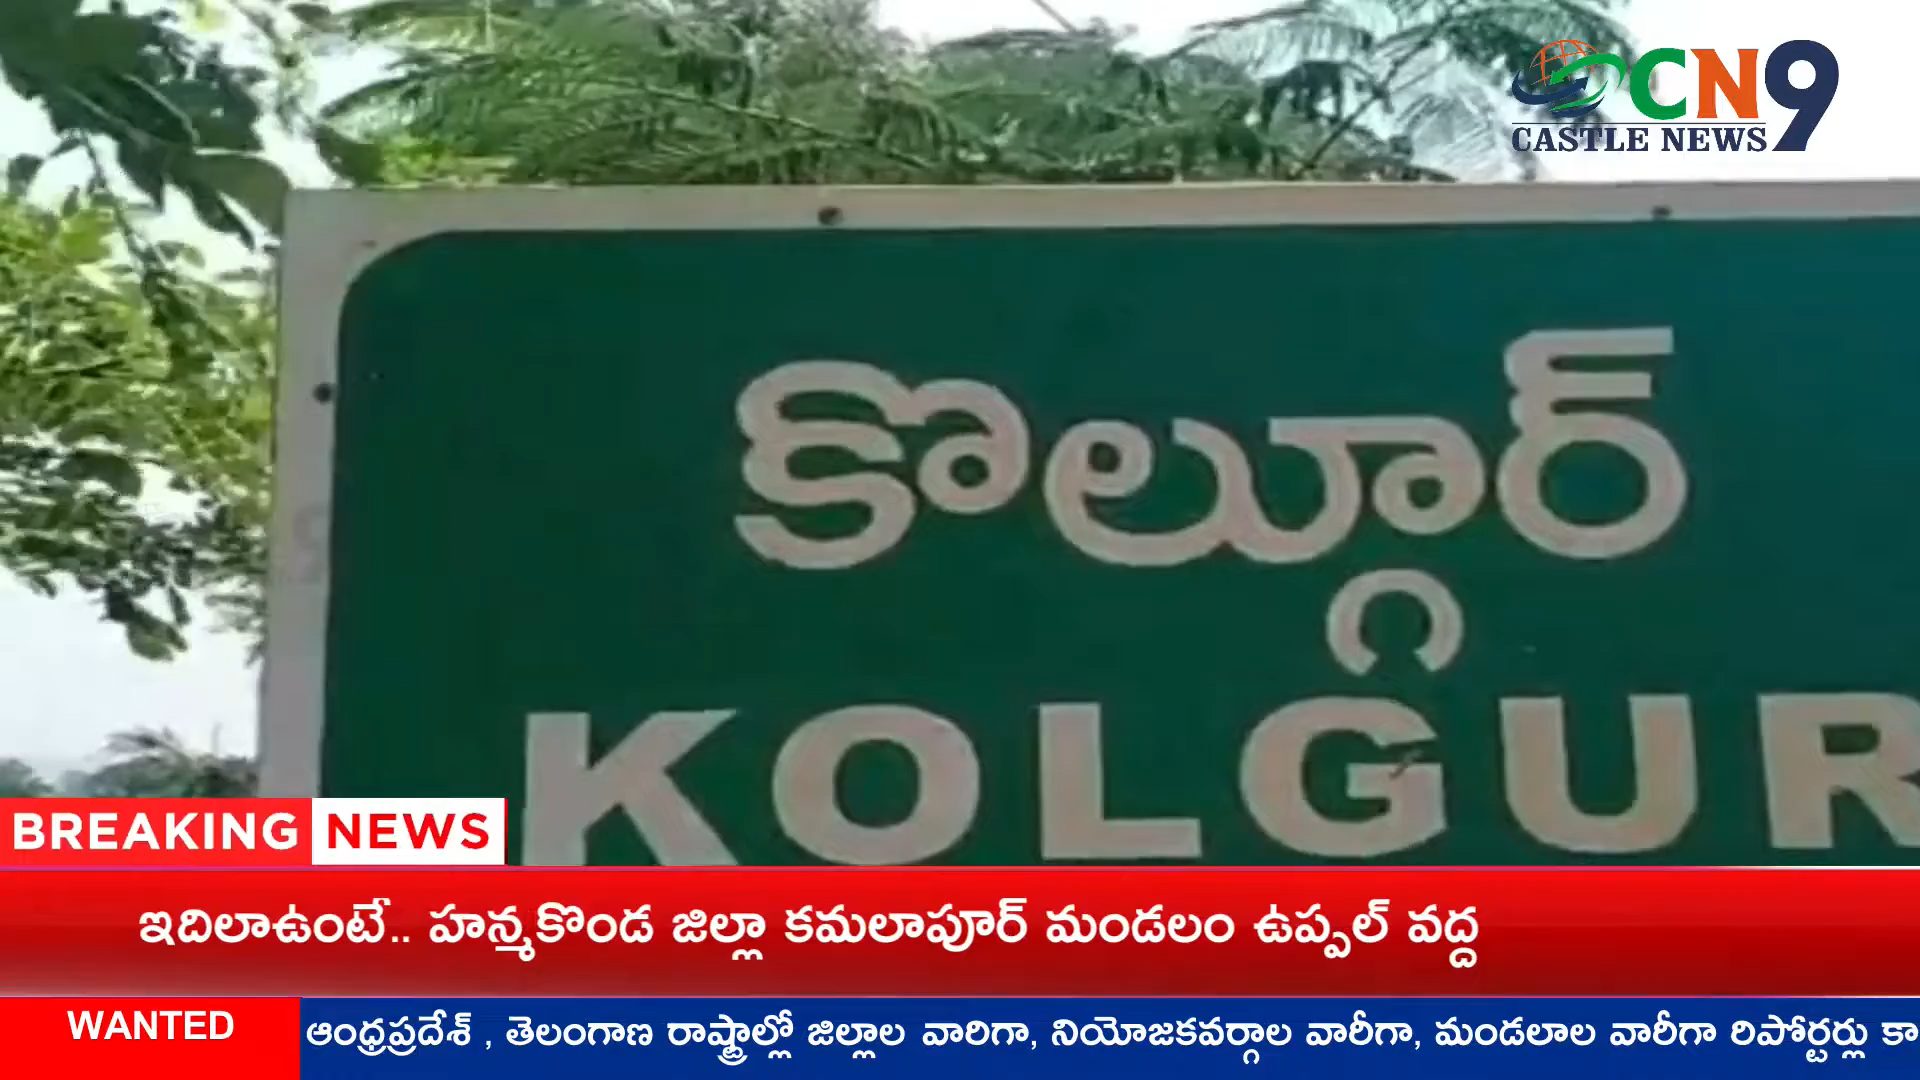 CN9
CASTLE NEWS
కొల్గూర్
KOLGUR
BREAKING NEWS
ఇదిలాఉంటే.. హన్మకొండ జిల్లా కమలాపూర్ మండలం ఉప్పల్ వద్ద
WANTED
ఆంధ్రప్రదేశ్ , తెలంగాణ రాష్ట్రాల్లో జిల్లాల వారిగా, నియోజకవర్గాల వారీగా, మండలాల వారీగా రిపోర్టర్లు కా